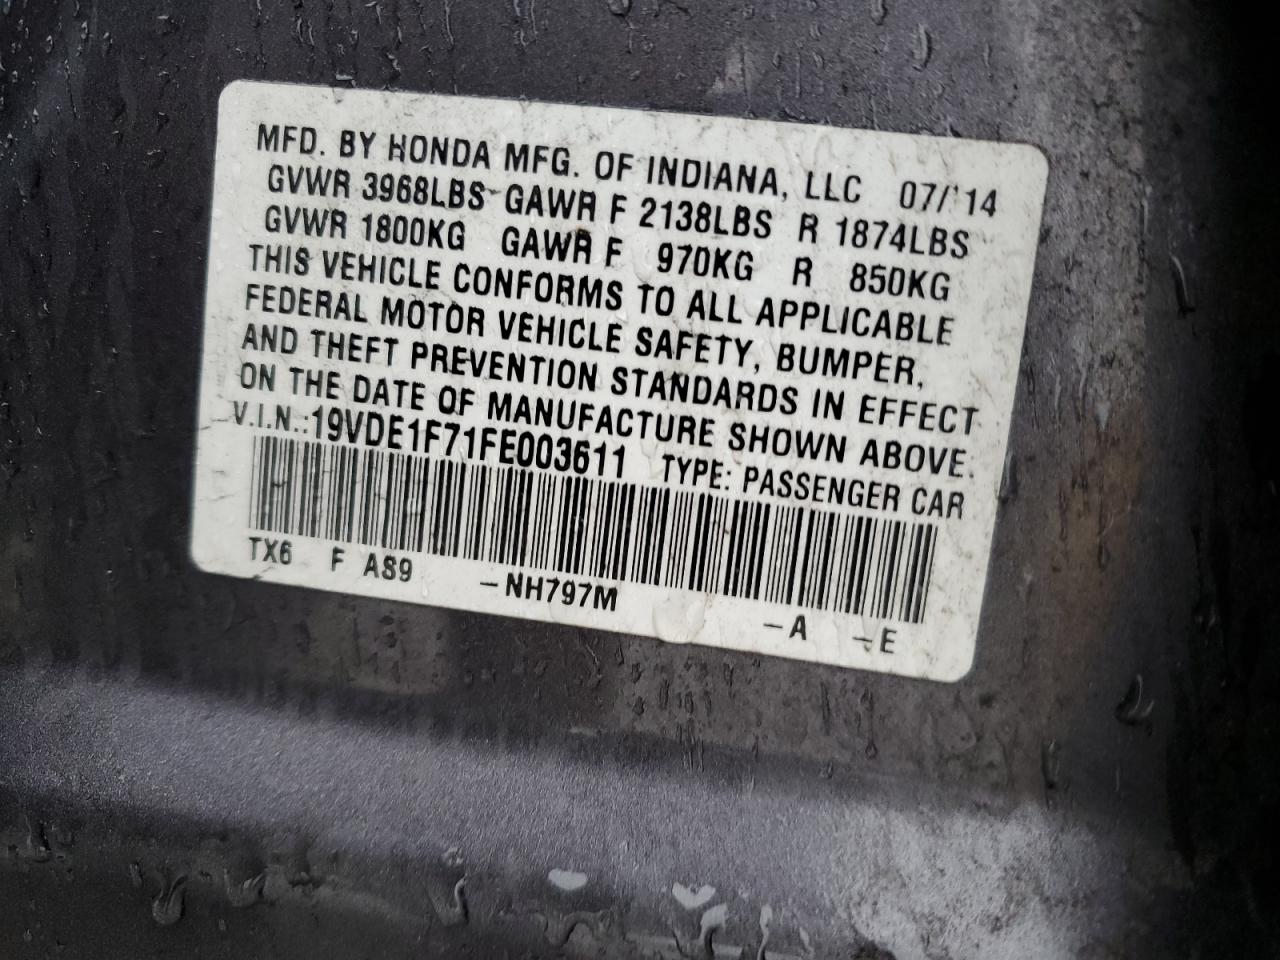 MFD. BY HONDA MFG. OF INDIANA, LLC 07/'14
GVWR 3968LBS GAWR F 2138LBS R 1874LBS
GVWR 1800KG GAWR F 970KG R 850KG
THIS VEHICLE CONFORMS TO ALL APPLICABLE
FEDERAL MOTOR VEHICLE SAFETY, BUMPER,
AND THEFT PREVENTION STANDARDS IN EFFECT
ON THE DATE OF MANUFACTURE SHOWN ABOVE.
V.I.N.:19VDE1F71FE003611 TYPE: PASSENGER CAR
TX6 F AS9 -NH797M -A -E